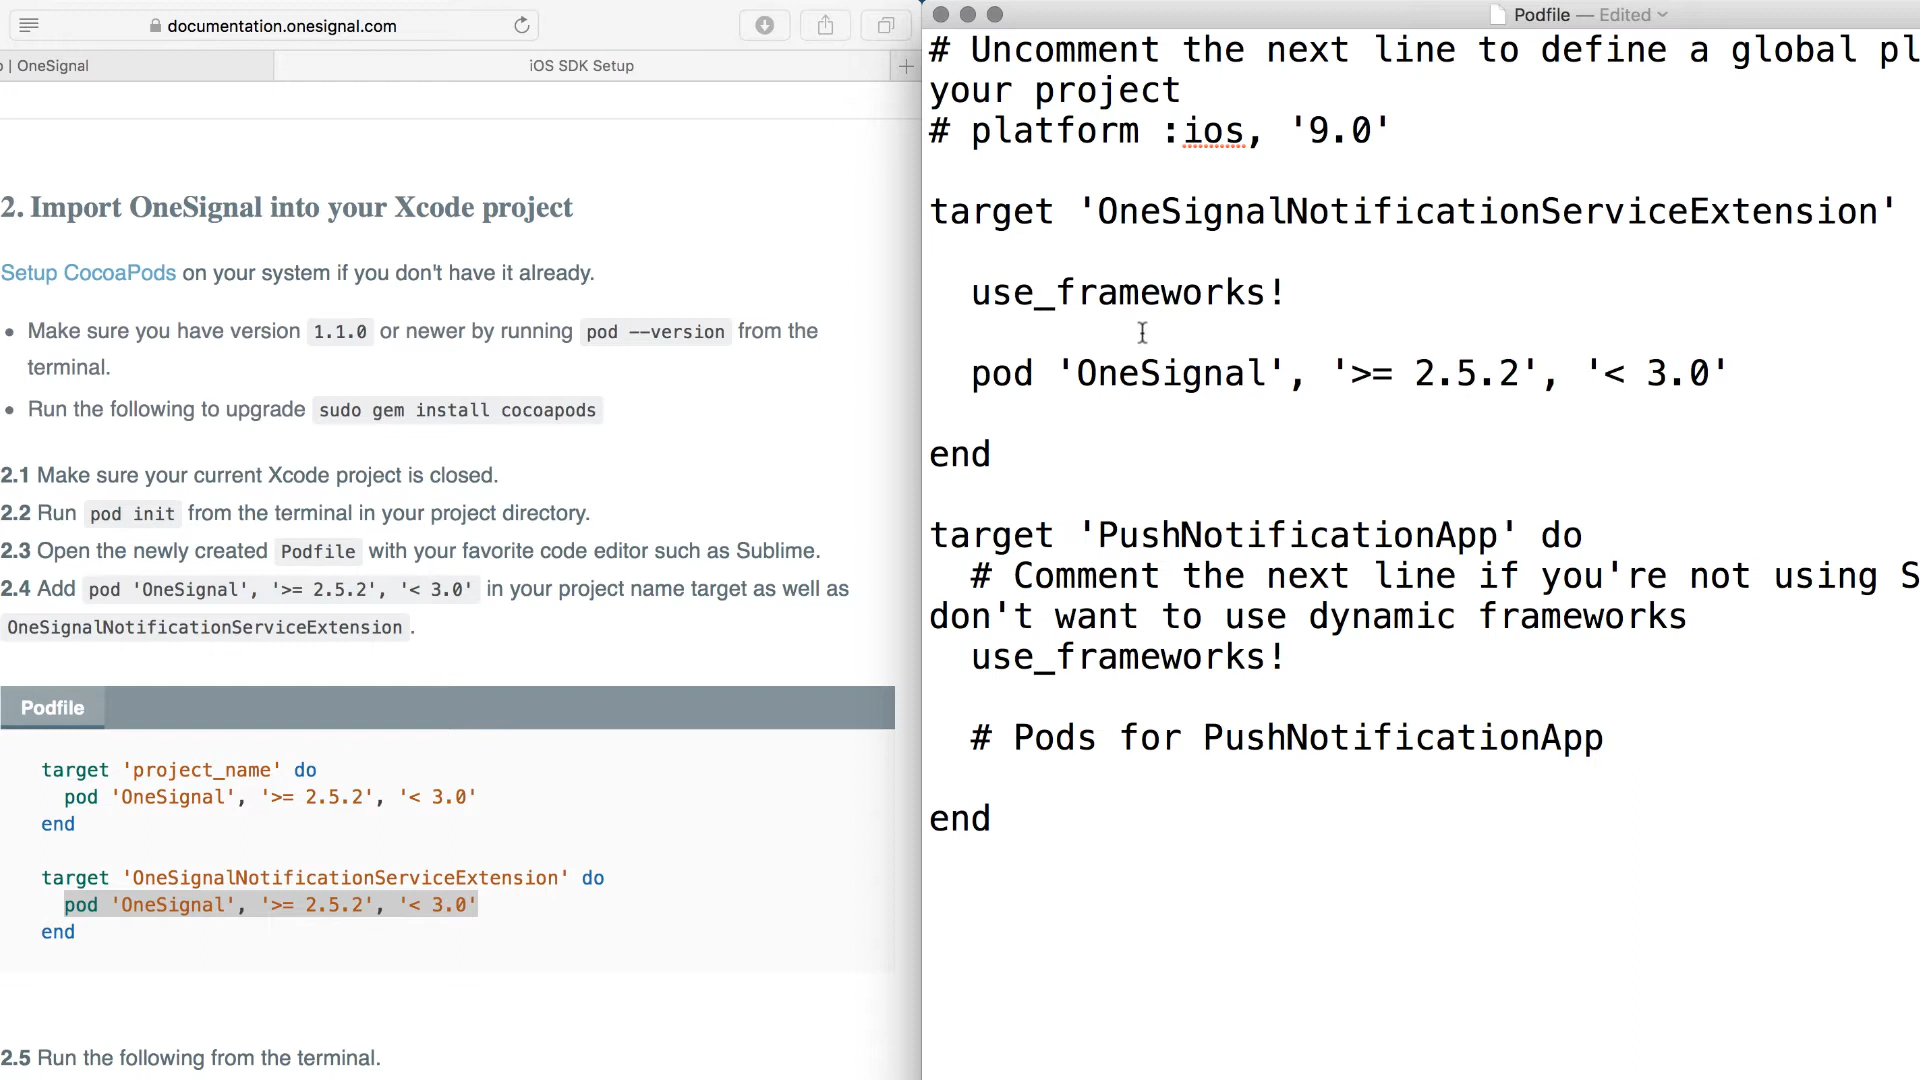 documentation.onesignal.com
| OneSignal
iOS SDK Setup
2. Import OneSignal into your Xcode project
Setup CocoaPods on your system if you don't have it already.
• Make sure you have version 1.1.0 or newer by running pod --version from the
terminal.
• Run the following to upgrade sudo gem install cocoapods
2.1 Make sure your current Xcode project is closed.
2.2 Run pod init from the terminal in your project directory.
2.3 Open the newly created Podfile with your favorite code editor such as Sublime.
2.4 Add pod 'OneSignal', '>= 2.5.2', '< 3.0' in your project name target as well as
OneSignalNotificationServiceExtension.
Podfile
target 'project_name' do
pod 'OneSignal', '>= 2.5.2', '< 3.0'
end
target 'OneSignalNotificationServiceExtension' do
pod 'OneSignal', '>= 2.5.2', '< 3.0'
end
2.5 Run the following from the terminal.
Podfile — Edited
# Uncomment the next line to define a global pl
your project
# platform :ios, '9.0'
target 'OneSignalNotificationServiceExtension'
use_frameworks!
pod 'OneSignal', '>= 2.5.2', '< 3.0'
end
target 'PushNotificationApp' do
# Comment the next line if you're not using S
don't want to use dynamic frameworks
use_frameworks!
# Pods for PushNotificationApp
end